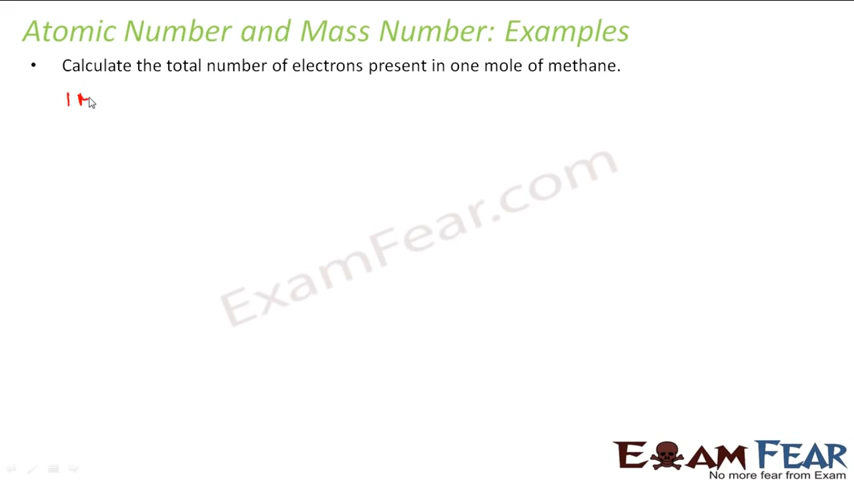 Atomic Number and Mass Number: Examples
• Calculate the total number of electrons present in one mole of methane.
1
ExamFear.com
EXAM FEAR
No more fear from Exam